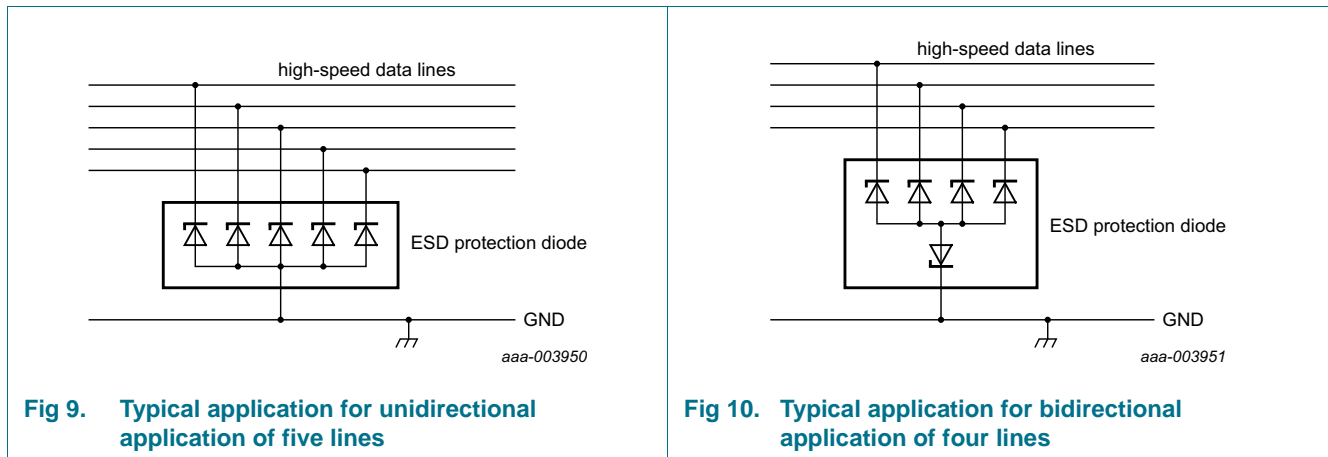 high-speed data lines
ESD protection diode
GND
aaa-003950
Fig 9. Typical application for unidirectional
application of five lines
high-speed data lines
ESD protection diode
GND
aaa-003951
Fig 10. Typical application for bidirectional
application of four lines